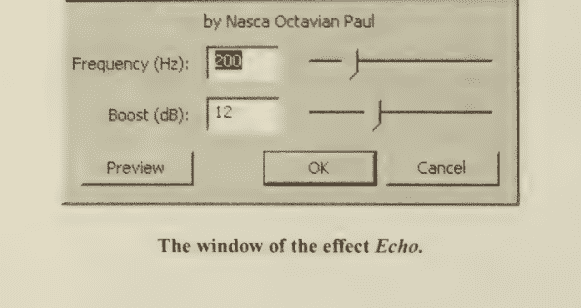 by Nasca Octavian Paul
Frequency (Hz): 200
Boost (dB): 12
Preview OK Cancel
The window of the effect Echo.